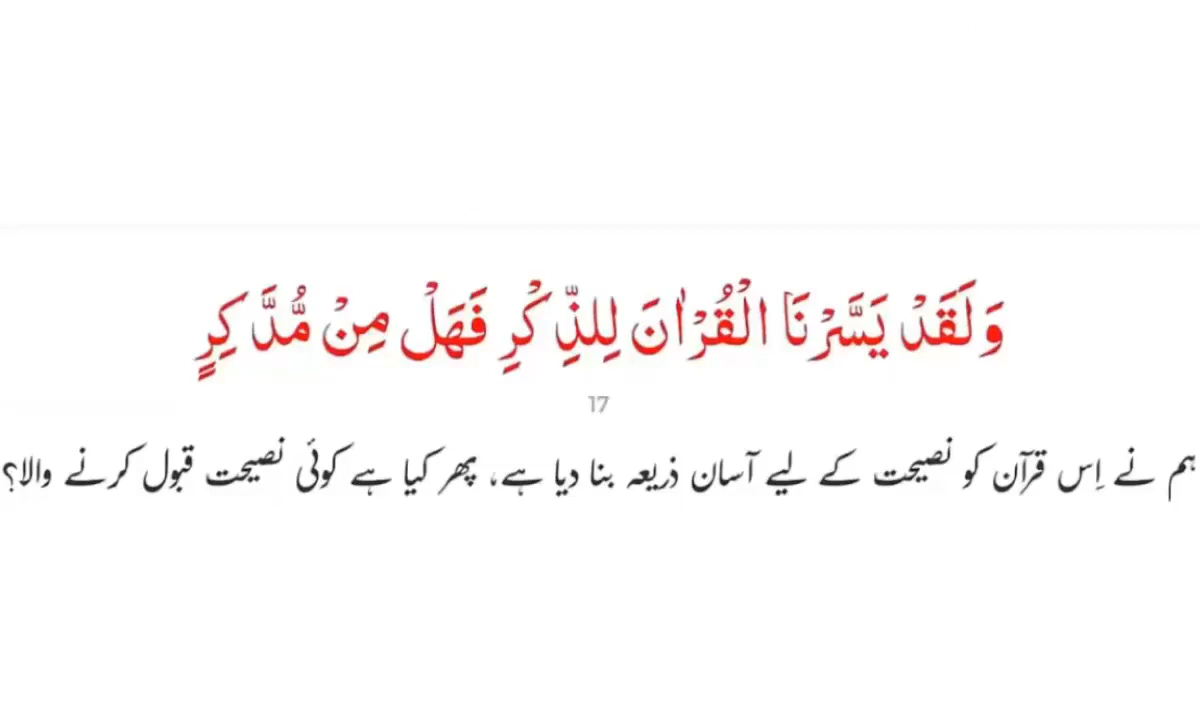 وَلَقَدْ يَسَّرْنَا الْقُرْاٰنَ لِلذِّكْرِ فَهَلْ مِنْ مُّدَّكِرٍ
17
ہم نے اِس قرآن کو نصیحت کے لیے آسان ذریعہ بنا دیا ہے، پھر کیا ہے کوئی نصیحت قبول کرنے والا؟